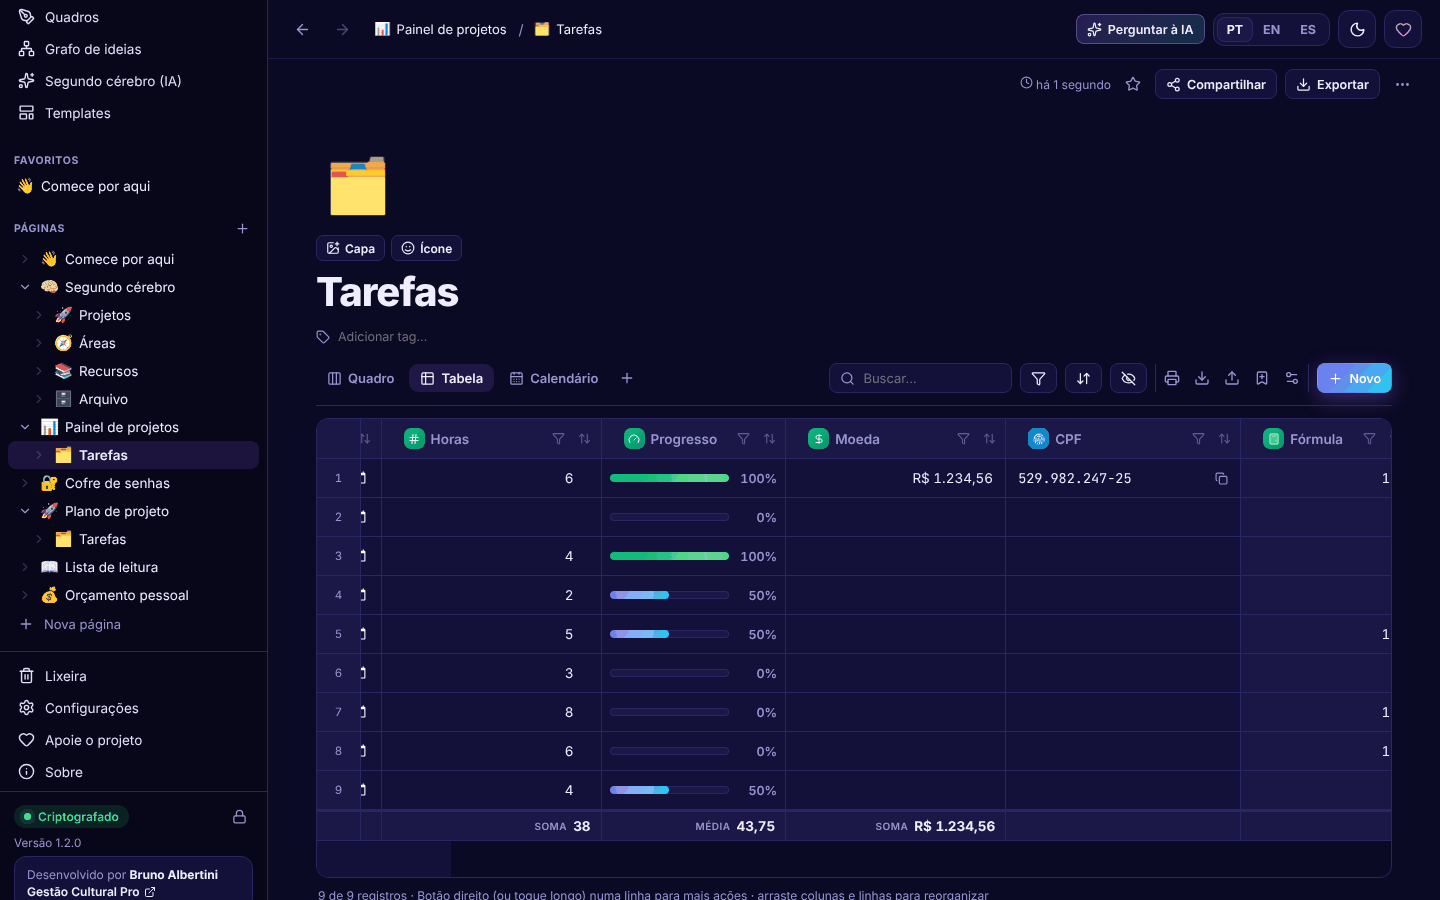 Quadros
Grafo de ideias
Segundo cérebro (IA)
Templates
FAVORITOS
Comece por aqui
PÁGINAS
Comece por aqui
Segundo cérebro
Projetos
Áreas
Recursos
Arquivo
Painel de projetos
Tarefas
Cofre de senhas
Plano de projeto
Tarefas
Lista de leitura
Orçamento pessoal
Nova página
Lixeira
Configurações
Apoie o projeto
Sobre
Criptografado
Versão 1.2.0
Desenvolvido por Bruno Albertini
Gestão Cultural Pro
Painel de projetos / Tarefas
Perguntar à IA PT EN ES
há 1 segundo Compartilhar Exportar
Capa Ícone
Tarefas
Adicionar tag...
Quadro Tabela Calendário Buscar... Novo
Horas Progresso Moeda CPF Fórmula
1 6 100% R$ 1.234,56 529.982.247-25 1
2 0%
3 4 100%
4 2 50%
5 5 50% 1
6 3 0%
7 8 0% 1
8 6 0% 1
9 4 50%
SOMA 38 MÉDIA 43,75 SOMA R$ 1.234,56
9 de 9 registros · Botão direito (ou toque longo) numa linha para mais ações · arraste colunas e linhas para reorganizar